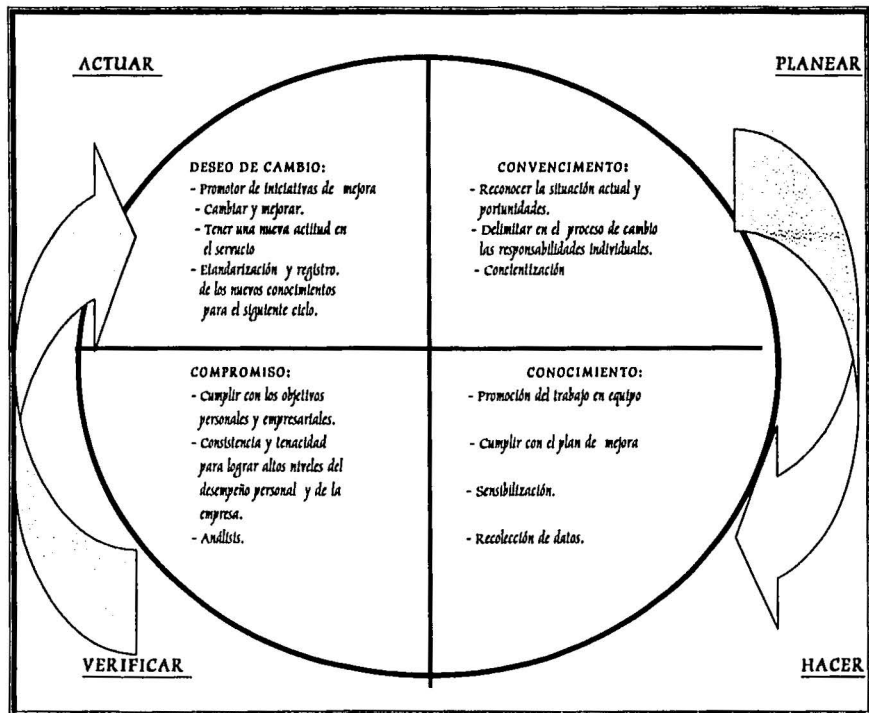 ACTUAR
PLANEAR
DESEO DE CAMBIO:
- Promotor de iniciativas de mejora
- Cambiar y mejorar.
- Tener una nueva actitud en
el servucio
- Etandarización y registro.
de los nuevos conocimientos
para el siguiente ciclo.
CONVENCIMENTO:
- Reconocer la situación actual y
portunidades.
- Delimitar en el proceso de cambio
las responsabilidades individuales.
- Concientización
COMPROMISO:
- Cumplir con los objetivos
personales y empresariales.
- Consistencia y tenacidad
para lograr altos niveles del
desempeño personal y de la
empresa.
- Análisis.
CONOCIMIENTO:
- Promoción del trabajo en equipo
- Cumplir con el plan de mejora
- Sensibilización.
- Recolección de datos.
VERIFICAR
HACER